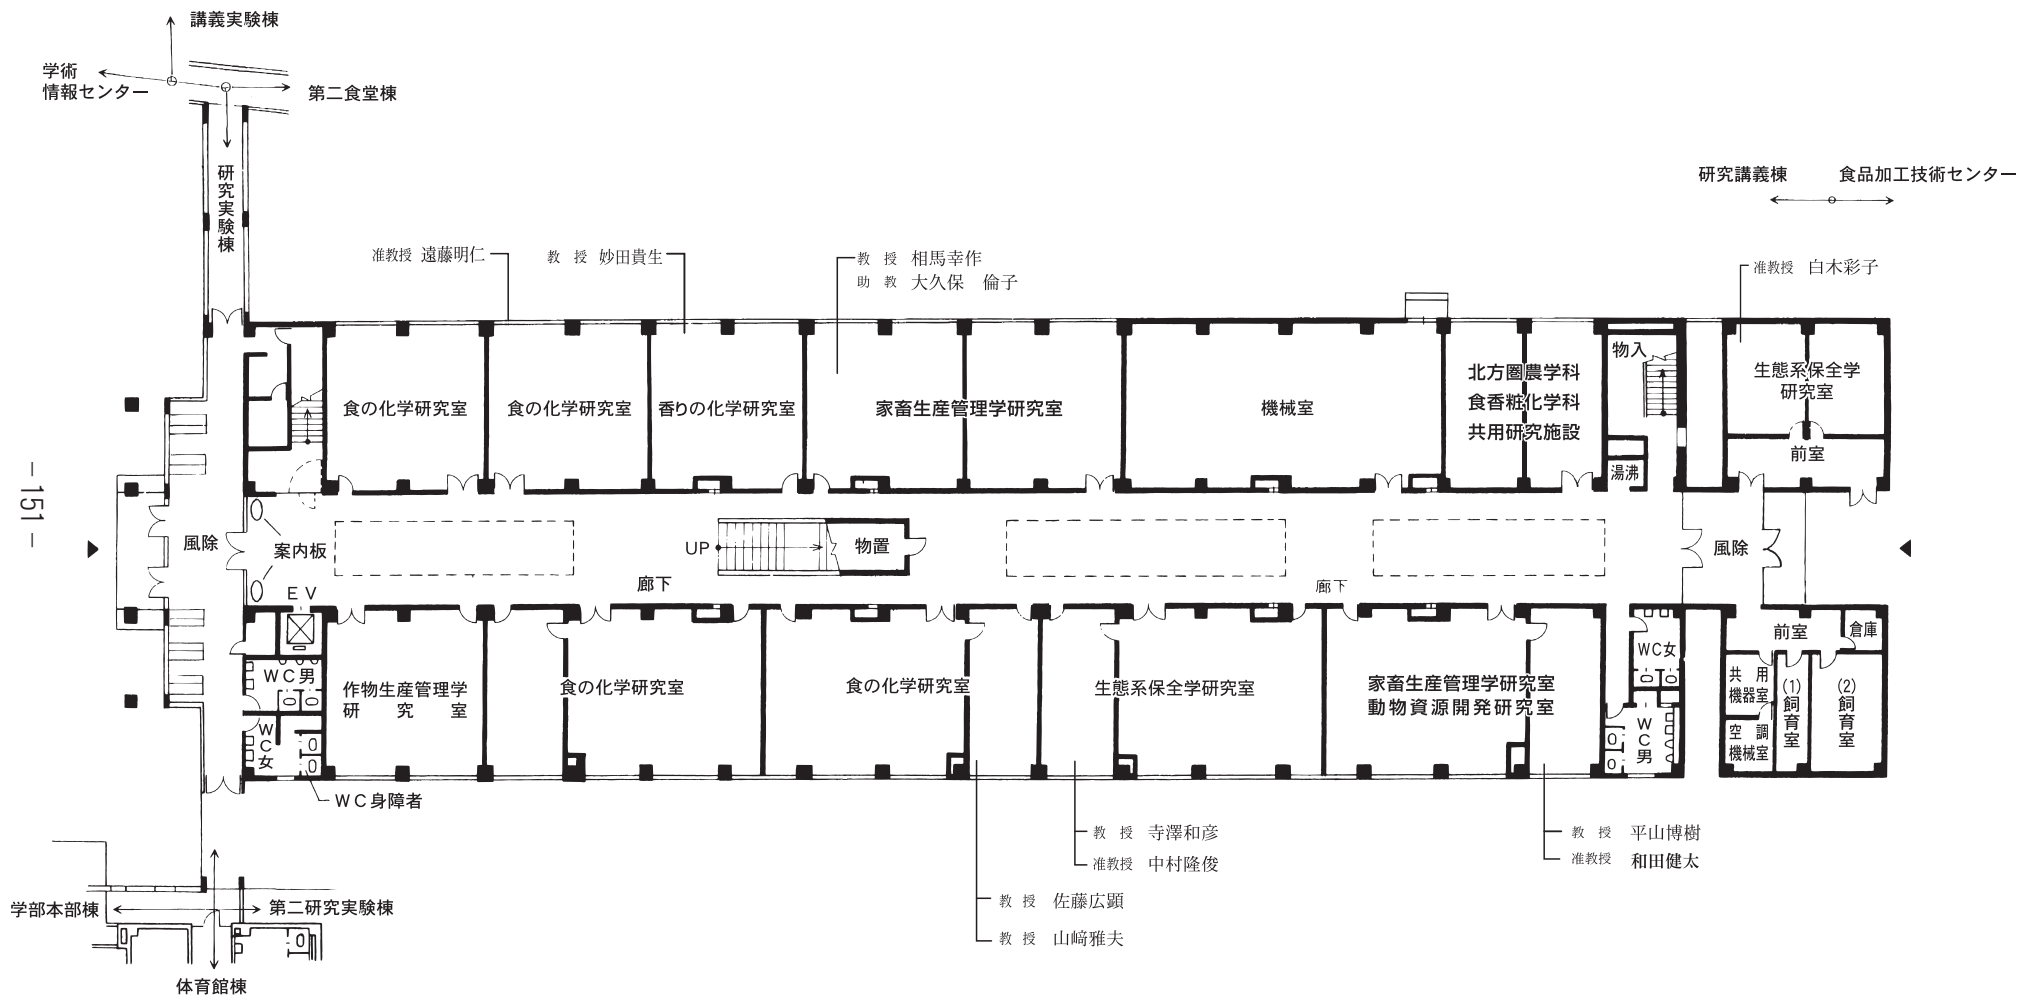 講義実験棟
学術
情報センター
第二食堂棟
研究実験棟
研究講義棟
食品加工技術センター
准教授 遠藤明仁
教 授 妙田貴生
教 授 相馬幸作
助 教 大久保 倫子
准教授 白木彩子
食の化学研究室
食の化学研究室
香りの化学研究室
家畜生産管理学研究室
機械室
北方圏農学科
食香粧化学科
共用研究施設
物入
湯沸
生態系保全学
研究室
前室
－151－
風除
案内板
UP
物置
廊下
廊下
風除
EV
WC男
WC女
WC身障者
作物生産管理学
研究室
食の化学研究室
食の化学研究室
生態系保全学研究室
家畜生産管理学研究室
動物資源開発研究室
WC女
WC男
前室
倉庫
共用
機器室
空調
機械室
(1)飼育室
(2)飼育室
教 授 寺澤和彦
准教授 中村隆俊
教 授 佐藤広顕
教 授 山﨑雅夫
教 授 平山博樹
准教授 和田健太
学部本部棟
第二研究実験棟
体育館棟